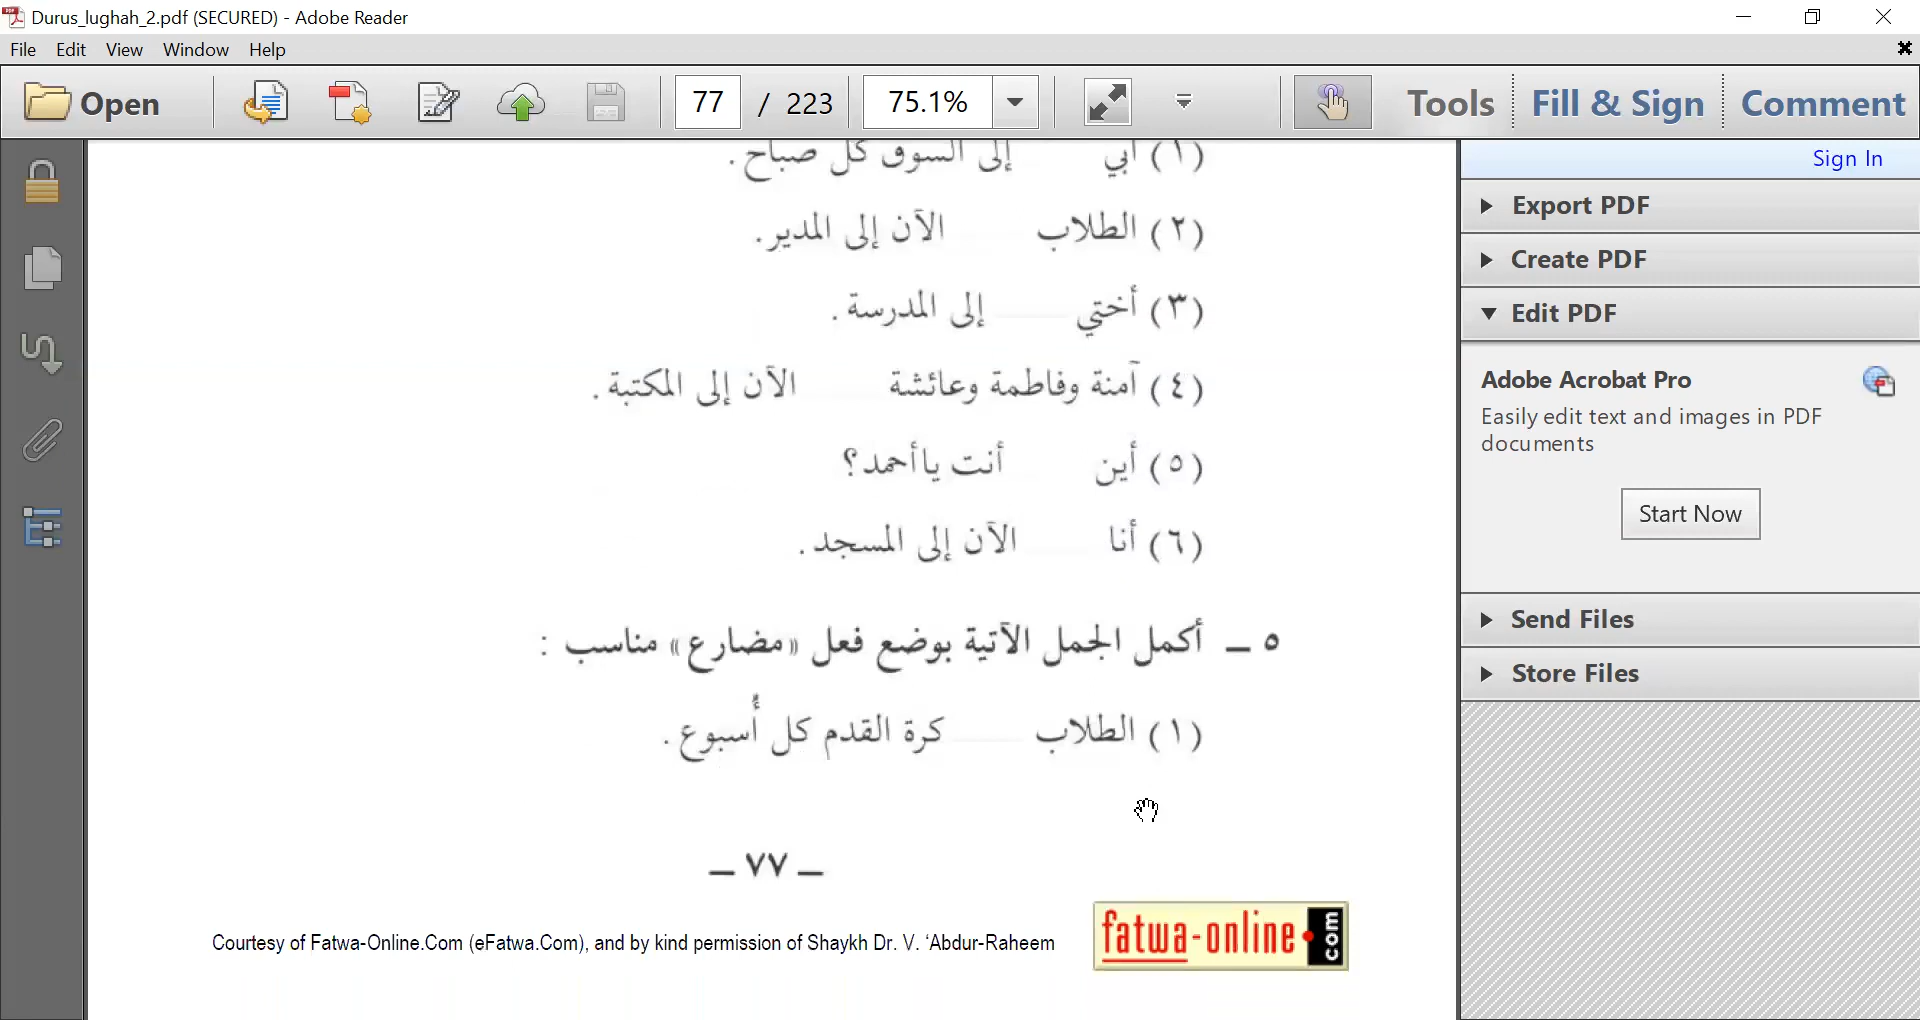 Durus_lughah_2.pdf (SECURED) - Adobe Reader
File Edit View Window Help
Open 77 / 223 75.1% Tools Fill & Sign Comment
Sign In
Export PDF
Create PDF
Edit PDF
Adobe Acrobat Pro
Easily edit text and images in PDF
documents
Start Now
Send Files
Store Files
(١) أبي إلى السوق كل صباح.
(٢) الطلاب الآن إلى المدير.
(٣) أختي إلى المدرسة.
(٤) آمنة وفاطمة وعائشة الآن إلى المكتبة.
(٥) أين أنت ياأحمد؟
(٦) أنا الآن إلى المسجد.
٥ ــ أكمل الجمل الآتية بوضع فعل «مضارع» مناسب :
(١) الطلاب كرة القدم كل أُسبوع.
ــ ٧٧ ــ
Courtesy of Fatwa-Online.Com (eFatwa.Com), and by kind permission of Shaykh Dr. V. ‘Abdur-Raheem
fatwa-online.com